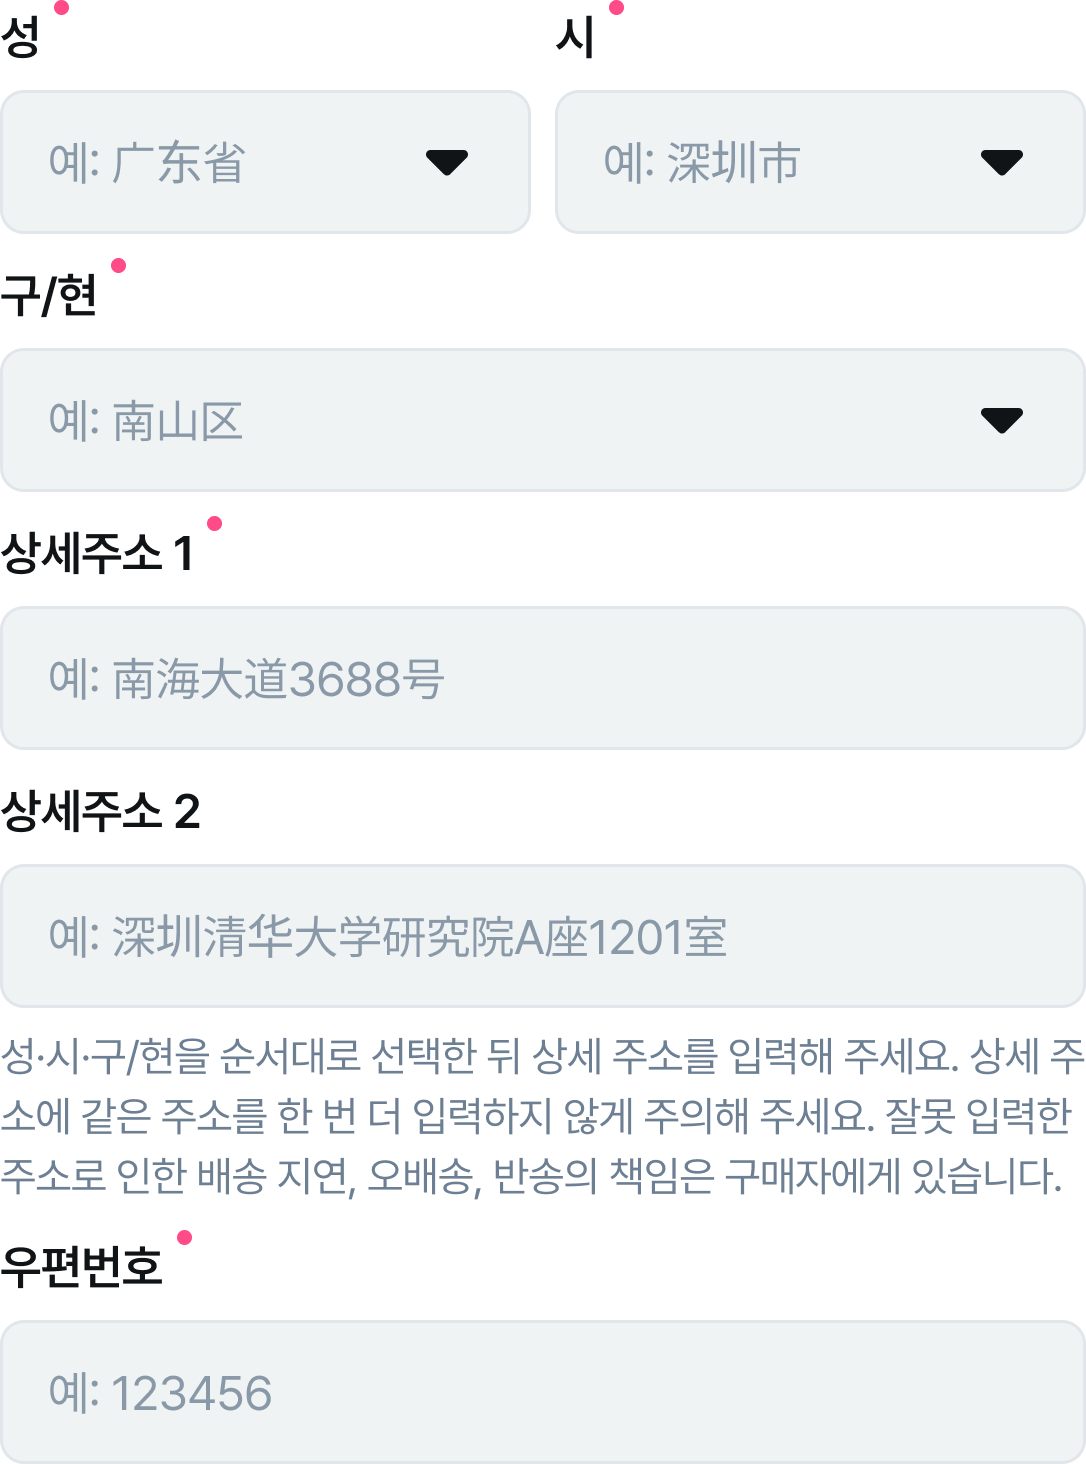 성
시
예: 广东省
예: 深圳市
구/현
예: 南山区
상세주소 1
예: 南海大道3688号
상세주소 2
예: 深圳清华大学研究院A座1201室
성·시·구/현을 순서대로 선택한 뒤 상세 주소를 입력해 주세요. 상세 주
소에 같은 주소를 한 번 더 입력하지 않게 주의해 주세요. 잘못 입력한
주소로 인한 배송 지연, 오배송, 반송의 책임은 구매자에게 있습니다.
우편번호
예: 123456